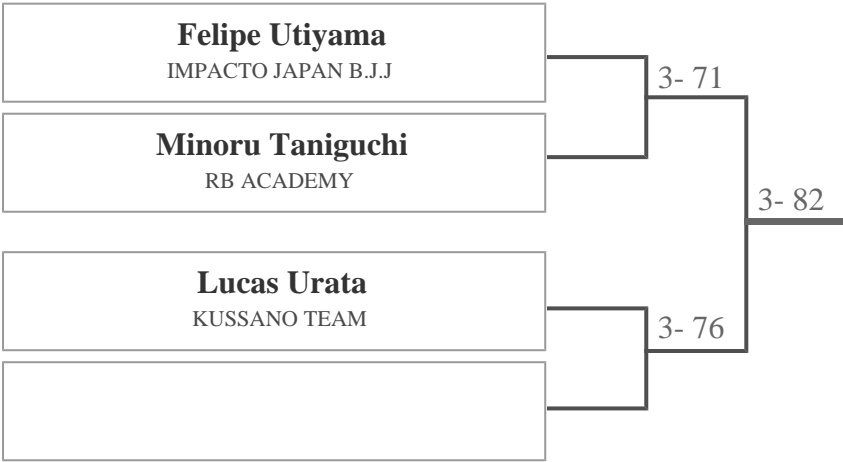 Felipe Utiyama
IMPACTO JAPAN B.J.J
3- 71
Minoru Taniguchi
RB ACADEMY
3- 82
Lucas Urata
KUSSANO TEAM
3- 76